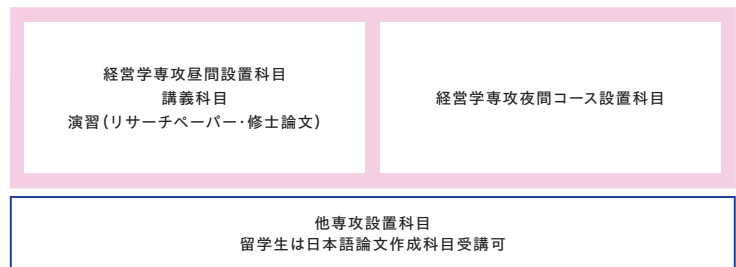 経営学専攻昼間設置科目
講義科目
演習(リサーチペーパー・修士論文)
経営学専攻夜間コース設置科目
他専攻設置科目
留学生は日本語論文作成科目受講可